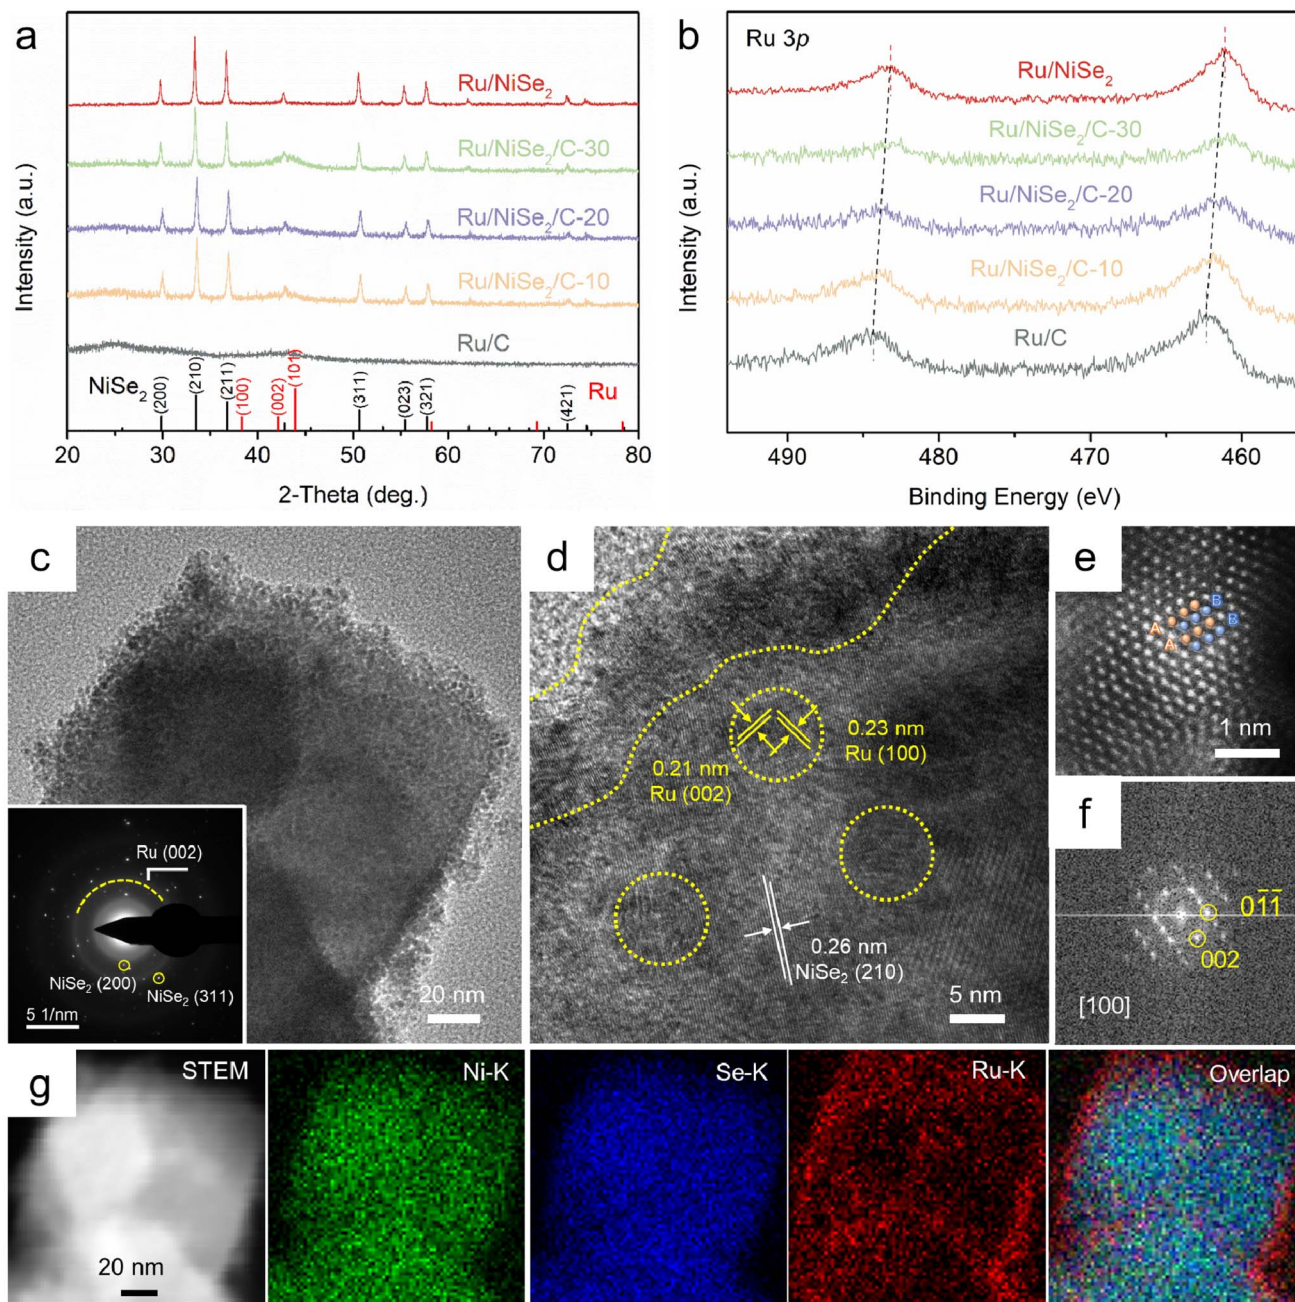 a
Ru/NiSe₂
Ru/NiSe₂/C-30
Ru/NiSe₂/C-20
Ru/NiSe₂/C-10
Ru/C
NiSe₂
(200)
(210)
(211)
(100)
(002)
(101)
(311)
(023)
(321)
Ru
(421)
20 30 40 50 60 70 80
2-Theta (deg.)
Intensity (a.u.)
b
Ru 3p
Ru/NiSe₂
Ru/NiSe₂/C-30
Ru/NiSe₂/C-20
Ru/NiSe₂/C-10
Ru/C
490 480 470 460
Binding Energy (eV)
Intensity (a.u.)
c
Ru (002)
NiSe₂ (200)
NiSe₂ (311)
5 1/nm
20 nm
d
0.23 nm
Ru (100)
0.21 nm
Ru (002)
0.26 nm
NiSe₂ (210)
5 nm
e
B
B
A
A
1 nm
f
01̅1̅
002
[100]
g
STEM
20 nm
Ni-K
Se-K
Ru-K
Overlap